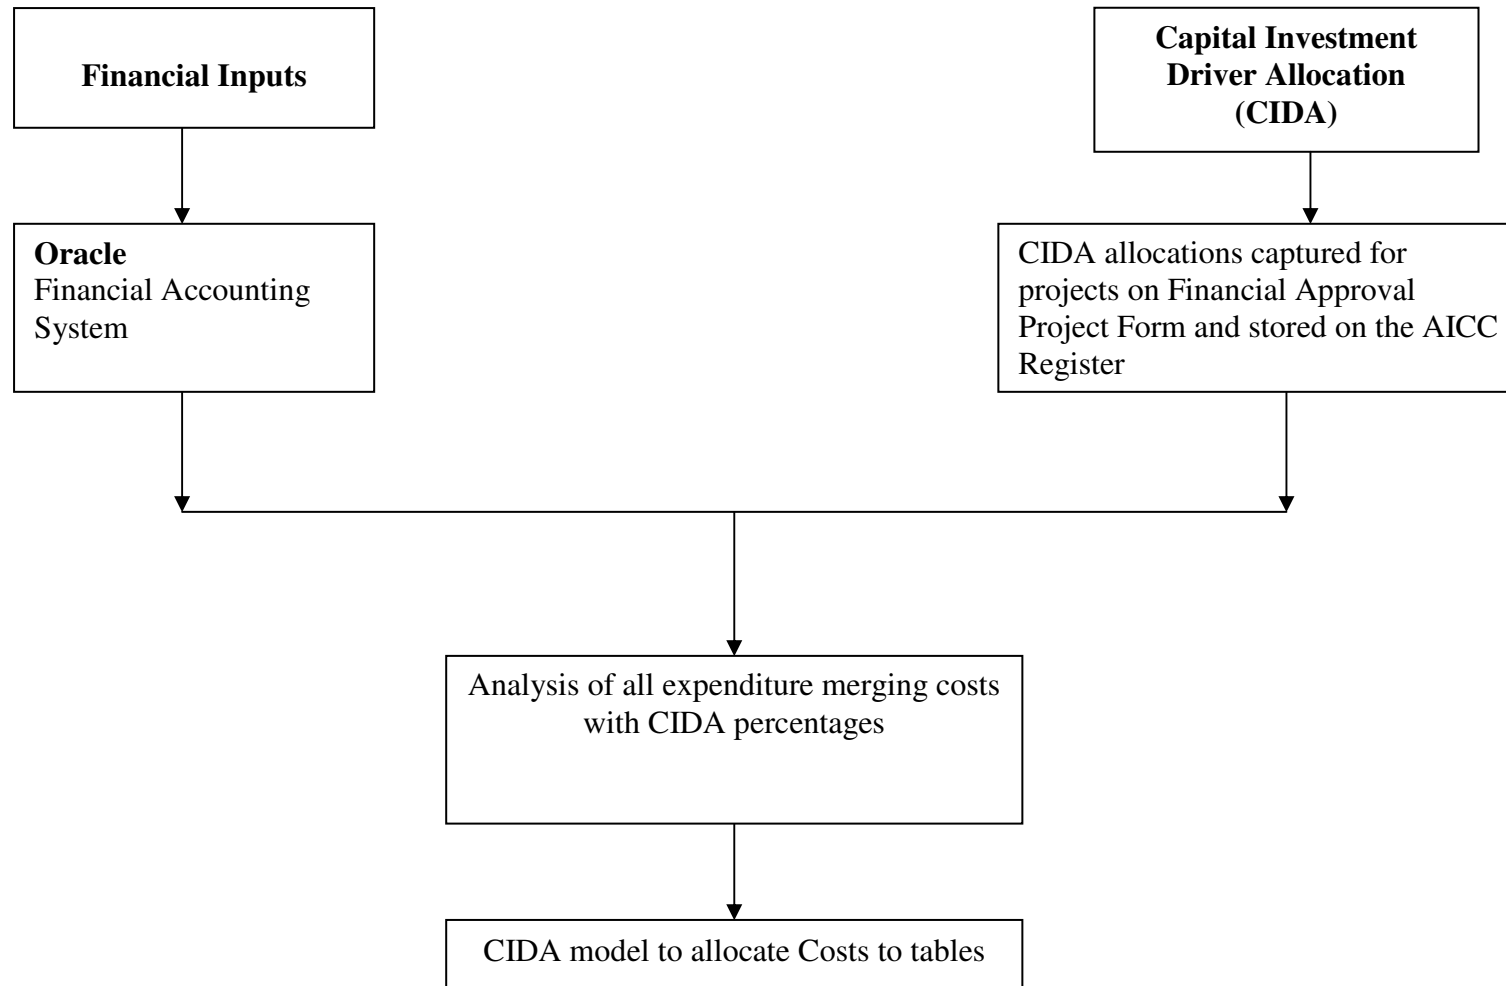 Financial Inputs
Capital Investment
Driver Allocation
(CIDA)
Oracle
Financial Accounting
System
CIDA allocations captured for
projects on Financial Approval
Project Form and stored on the AICC
Register
Analysis of all expenditure merging costs
with CIDA percentages
CIDA model to allocate Costs to tables